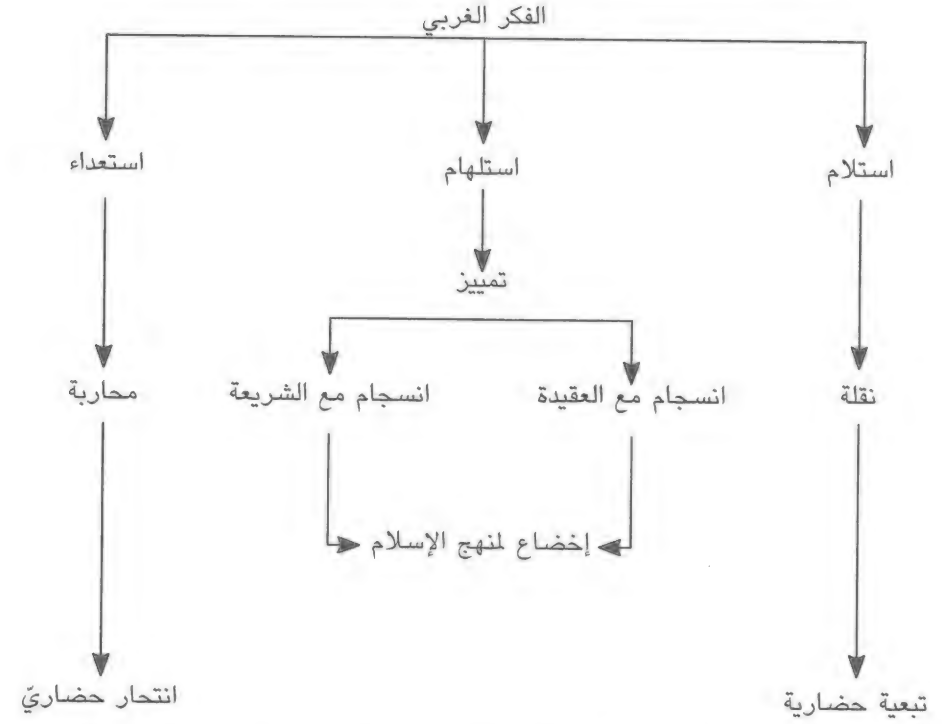 الفكر الغربي
استلام
استلهام
استعداء
تمييز
نقلة
انسجام مع العقيدة
انسجام مع الشريعة
محاربة
إخضاع لمنهج الإسلام
تبعية حضارية
انتحار حضاريّ